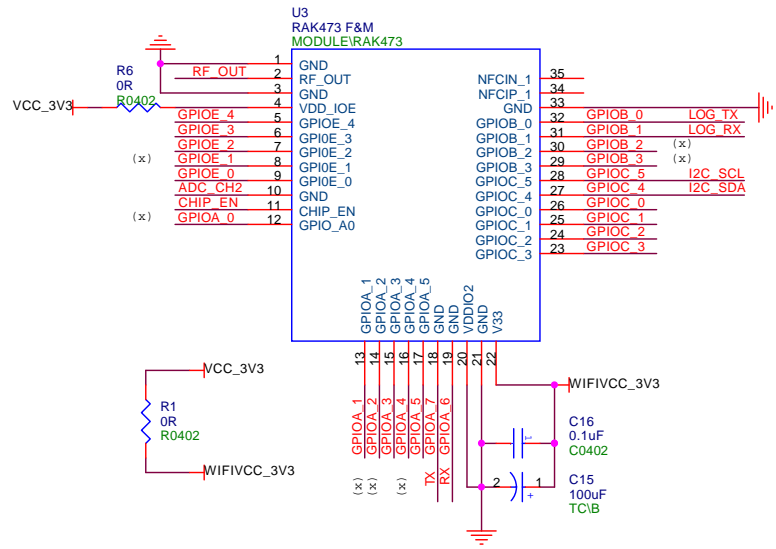 U3
RAK473 F&M
MODULE\RAK473
1 GND
RF_OUT 2 RF_OUT
3 GND
R6
0R
R0402
VCC_3V3
4 VDD_IOE
GPIOE_4 5 GPIOE_4
GPIOE_3 6 GPI0E_3
GPIOE_2 7 GPI0E_2
(x) GPIOE_1 8 GPI0E_1
GPIOE_0 9 GPI0E_0
ADC_CH2 10 GND
CHIP_EN 11 CHIP_EN
(x) GPIOA_0 12 GPIO_A0
NFCIN_1 35
NFCIP_1 34
GND 33
GPIOB_0 32 GPIOB_0 LOG_TX
GPIOB_1 31 GPIOB_1 LOG_RX
GPIOB_2 30 GPIOB_2 (x)
GPIOB_3 29 GPIOB_3 (x)
GPIOC_5 28 GPIOC_5 I2C_SCL
GPIOC_4 27 GPIOC_4 I2C_SDA
GPIOC_0 26 GPIOC_0
GPIOC_1 25 GPIOC_1
GPIOC_2 24 GPIOC_2
GPIOC_3 23 GPIOC_3
GPIOA_1 13 GPIOA_1 (x)
GPIOA_2 14 GPIOA_2 (x)
GPIOA_3 15 GPIOA_3
GPIOA_4 16 GPIOA_4 (x)
GPIOA_5 17 GPIOA_5
GND 18 GPIOA_7 TX
GND 19 GPIOA_6 RX
VDDIO2 20
GND 21
V33 22
VCC_3V3
R1
0R
R0402
WIFIVCC_3V3
WIFIVCC_3V3
C16
0.1uF
C0402
1
C15
100uF
TC\B
2 + 1